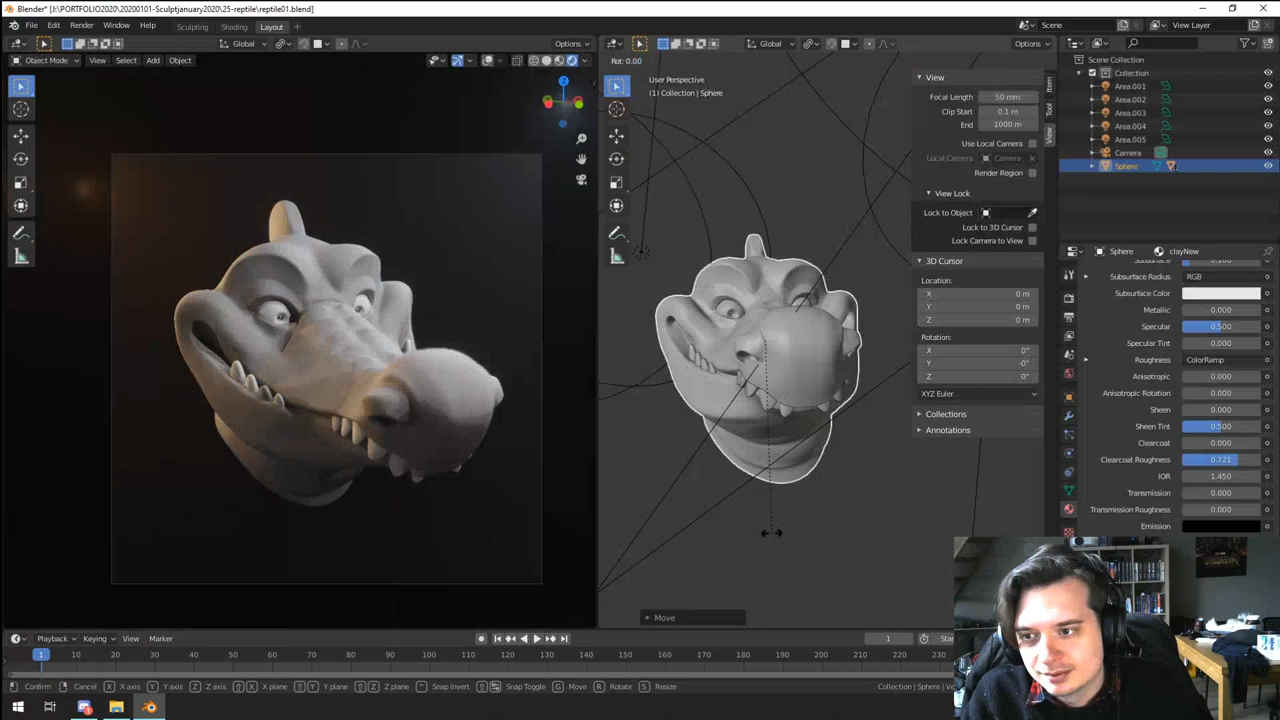 Blender* [J:\PORTFOLIO2020\20200101-Sculptjanuary2020\25-reptile\reptile01.blend]
File Edit Render Window Help Sculpting Shading Layout Scene View Layer
Global Options Global Options
Object Mode View Select Add Object
Rot: 0.00
User Perspective
(1) Collection | Sphere
View
Focal Length 50 mm
Clip Start 0.1 m
End 1000 m
Use Local Camera
Local Camera Camera
Render Region
View Lock
Lock to Object
Lock to 3D Cursor
Lock Camera to View
3D Cursor
Location:
X 0 m
Y 0 m
Z 0 m
Rotation:
X 0°
Y -0°
Z 0°
XYZ Euler
Collections
Annotations
Item
Tool
View
Scene Collection
Collection
Area.001
Area.002
Area.003
Area.004
Area.005
Camera
Sphere
Sphere clayNew
Subsurface Radius RGB
Subsurface Color
Metallic 0.000
Specular 0.500
Specular Tint 0.000
Roughness ColorRamp
Anisotropic 0.000
Anisotropic Rotation 0.000
Sheen 0.000
Sheen Tint 0.500
Clearcoat 0.000
Clearcoat Roughness 0.721
IOR 1.450
Transmission 0.000
Transmission Roughness 0.000
Emission
Move
Playback Keying View Marker 1
1 10 20 30 40 50 60 70 80 90 100 110 120 130 140 150 160 170 180 190 200 210 220 230
Confirm Cancel X X axis Y Y axis Z Z axis X X plane Y Y plane Z Z plane Snap Invert Snap Toggle G Move R Rotate S Resize Collection | Sphere